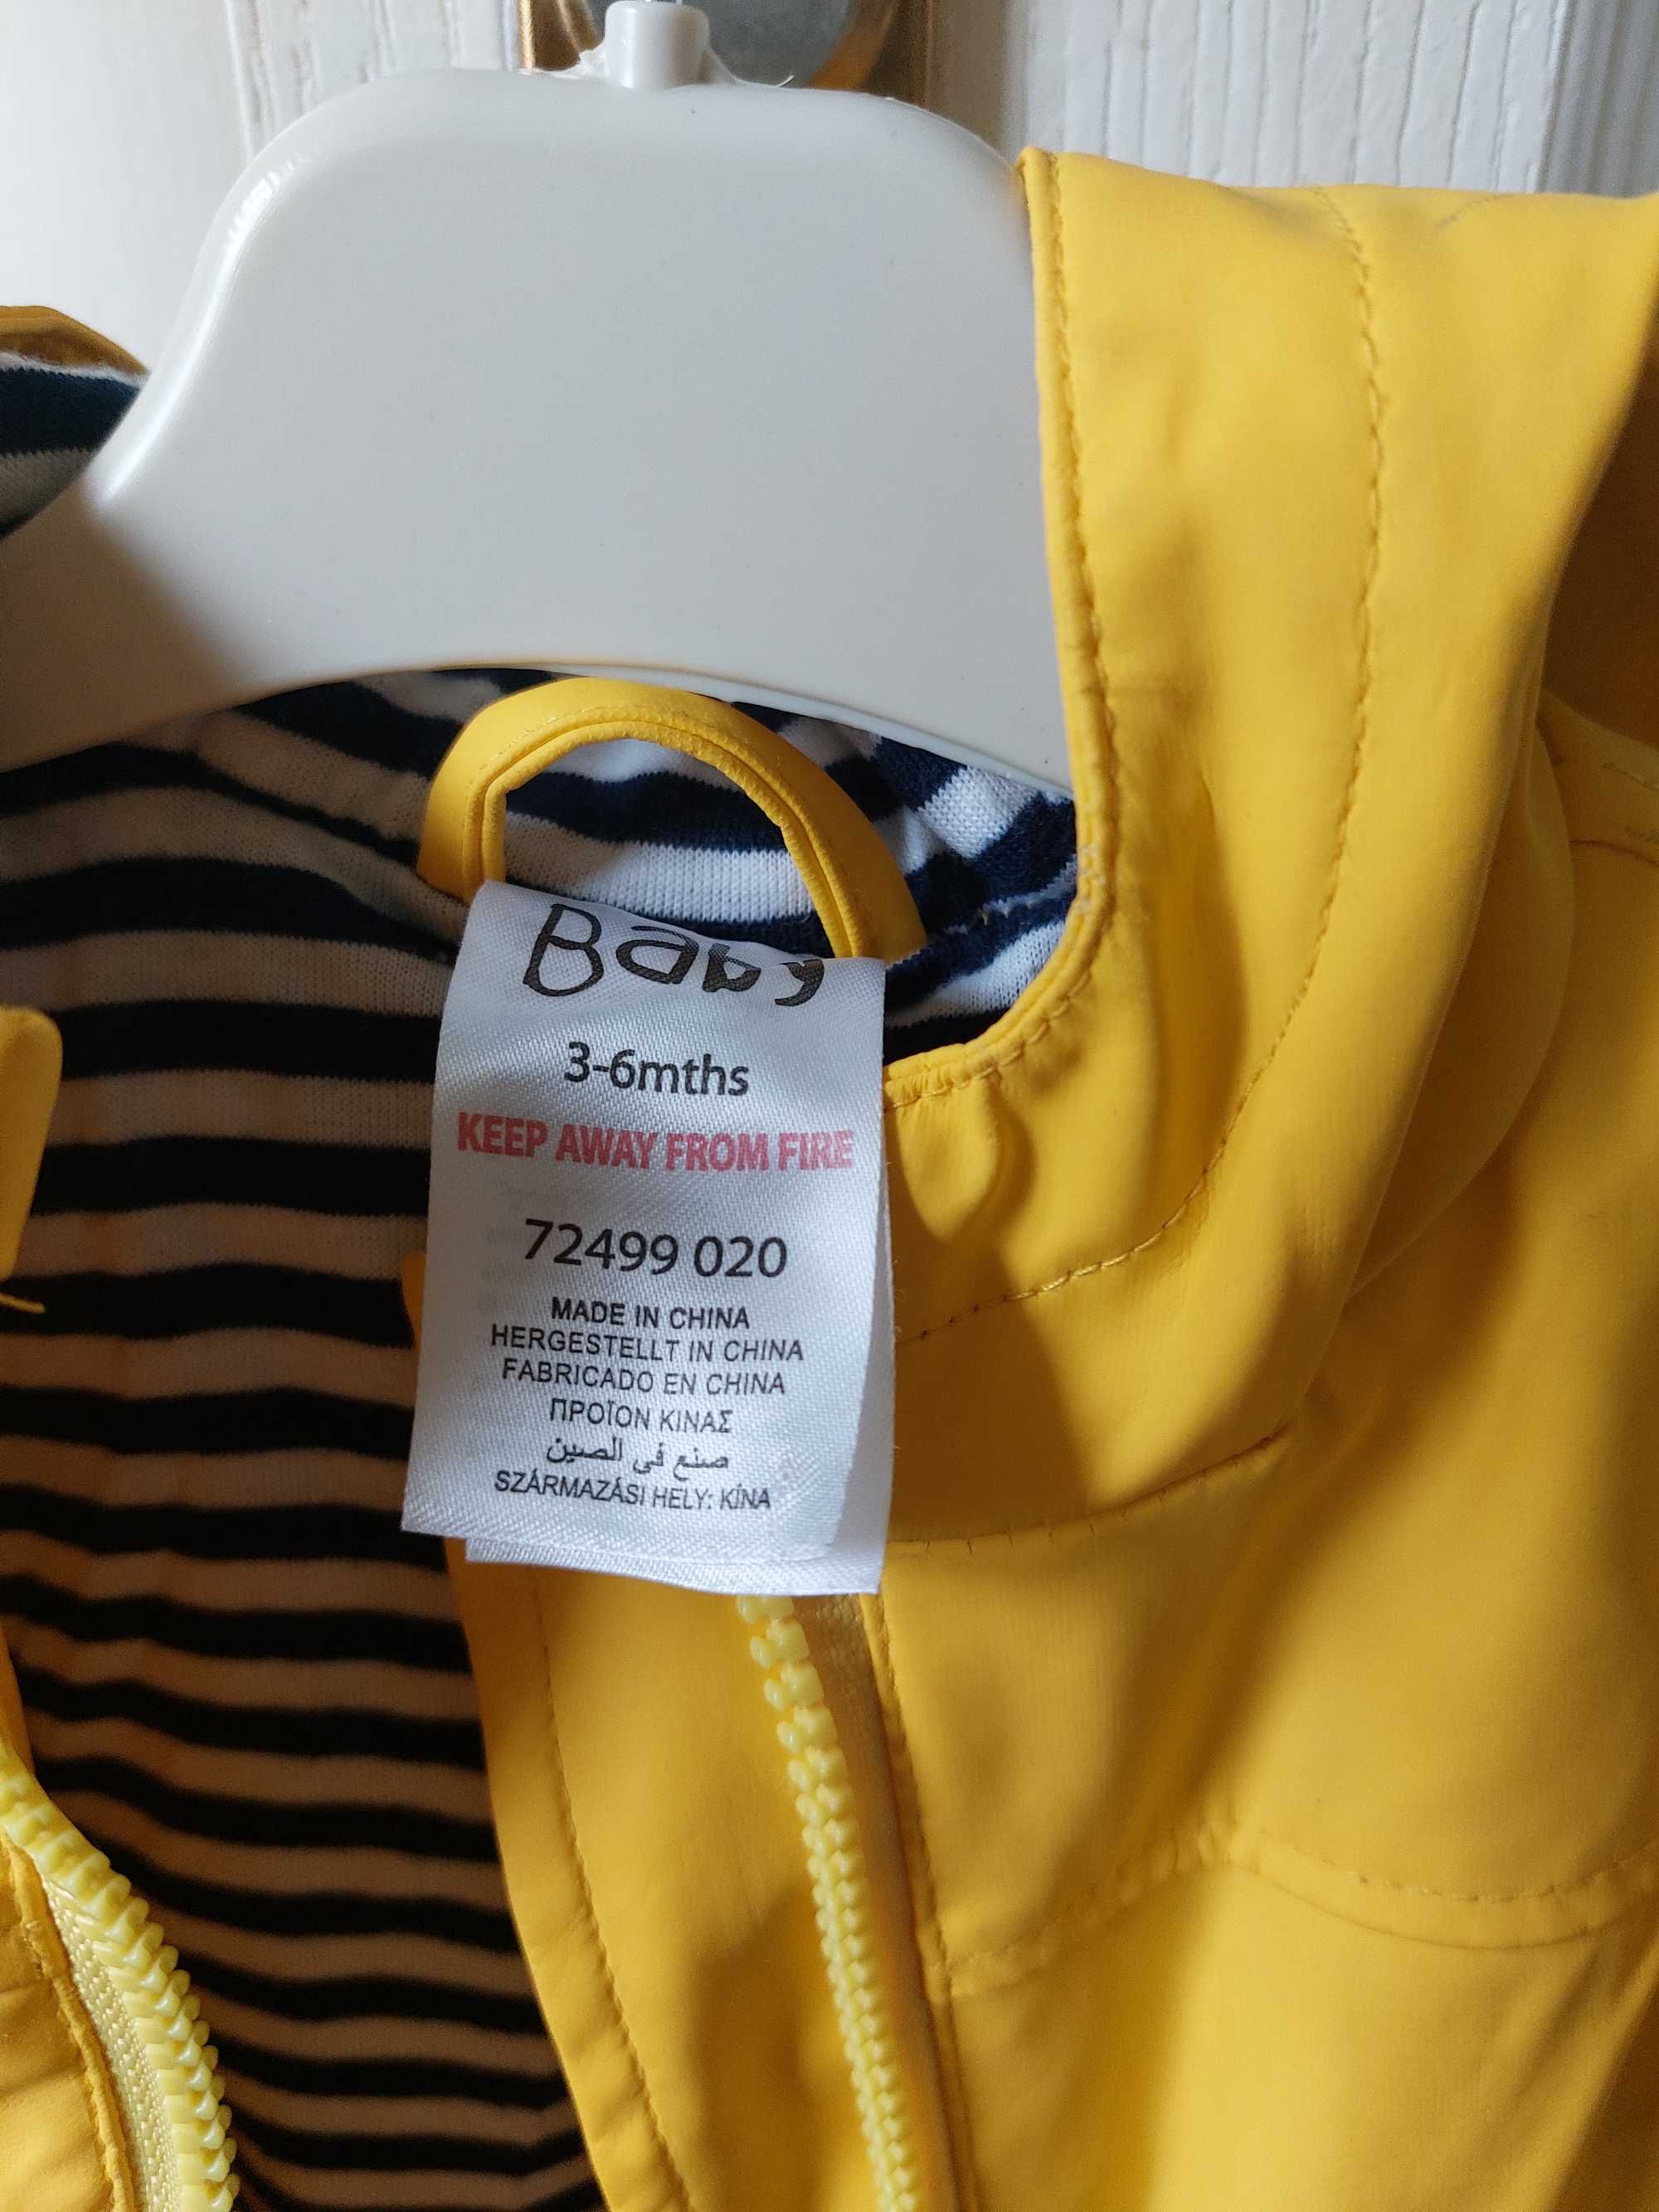 Baby
3-6mths
KEEP AWAY FROM FIRE
72499 020
MADE IN CHINA
HERGESTELLT IN CHINA
FABRICADO EN CHINA
ΠΡΟΪΟΝ ΚΙΝΑΣ
صنع في الصين
SZÁRMAZÁSI HELY: KÍNA